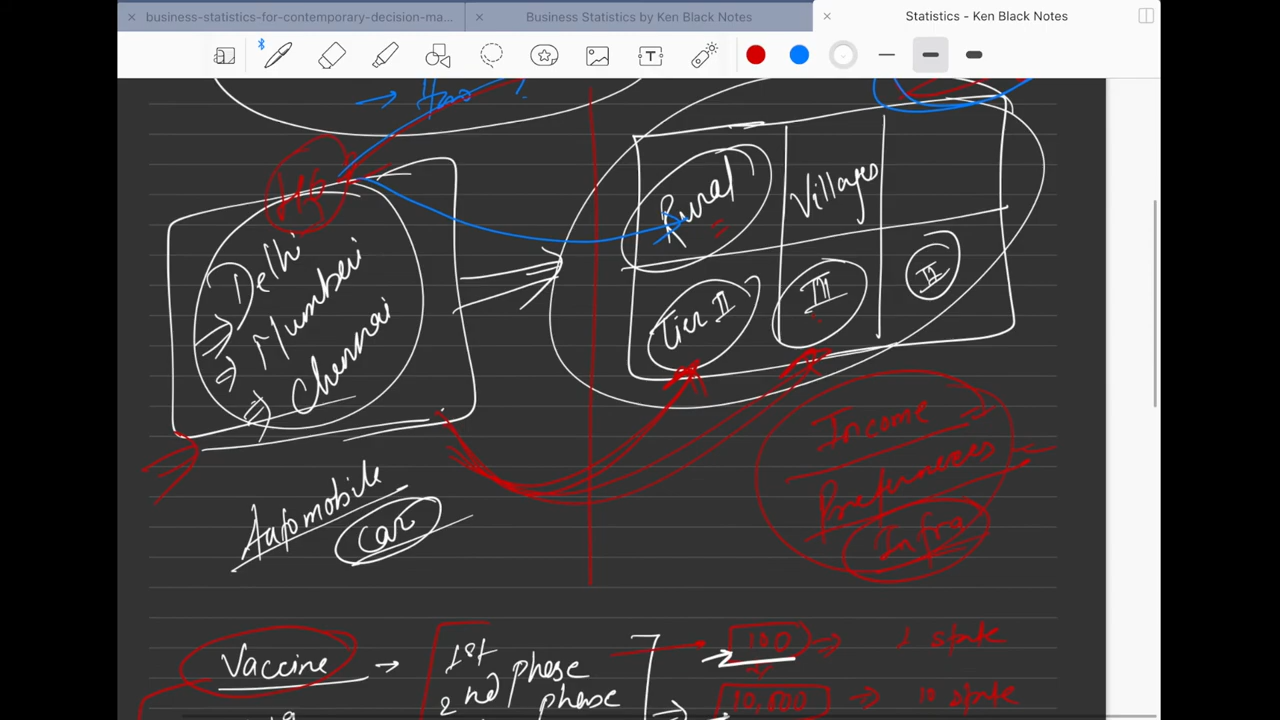 business-statistics-for-contemporary-decision-ma...
Business Statistics by Ken Black Notes
Statistics - Ken Black Notes
Delhi
Mumbai
Chennai
Rural
Villages
Tier II
III
II
Automobile
Car
Income
Preferences
Infra
Vaccine
1st
2nd phase
phase
100
1 state
10,000
10 state